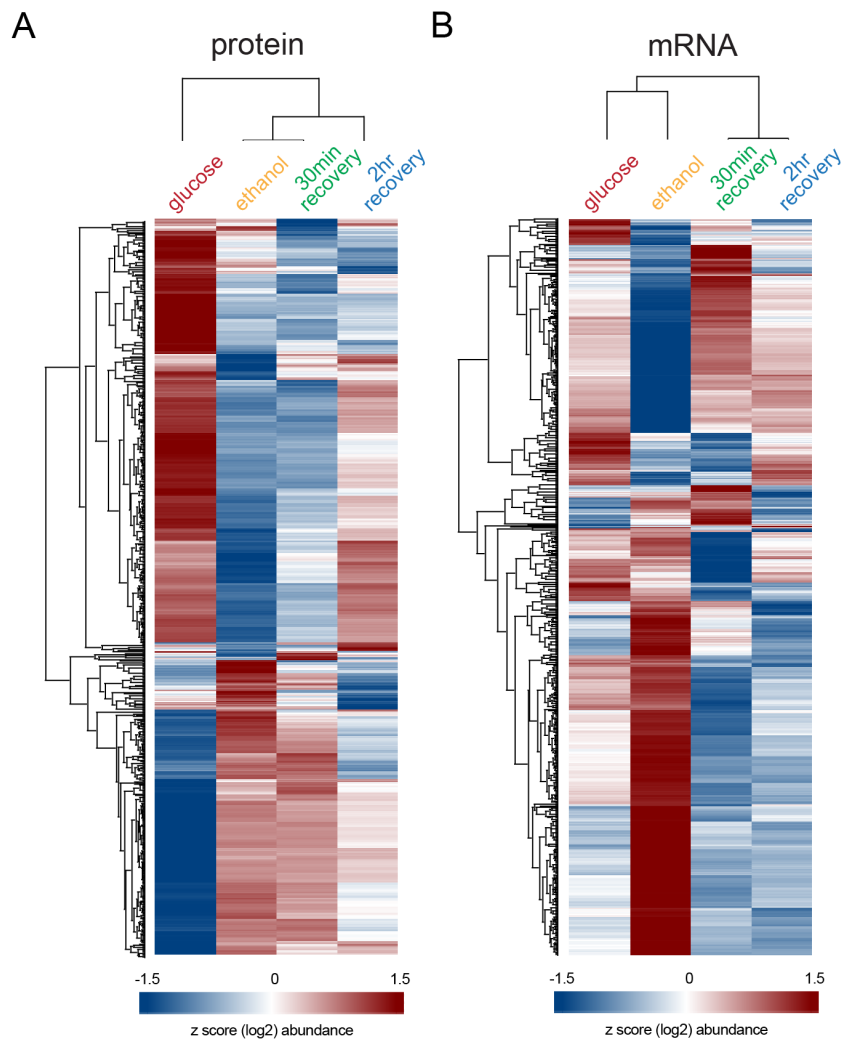 A
protein
glucose
ethanol
30min
recovery
2hr
recovery
-1.5
0
1.5
z score (log2) abundance
B
mRNA
glucose
ethanol
30min
recovery
2hr
recovery
-1.5
0
1.5
z score (log2) abundance